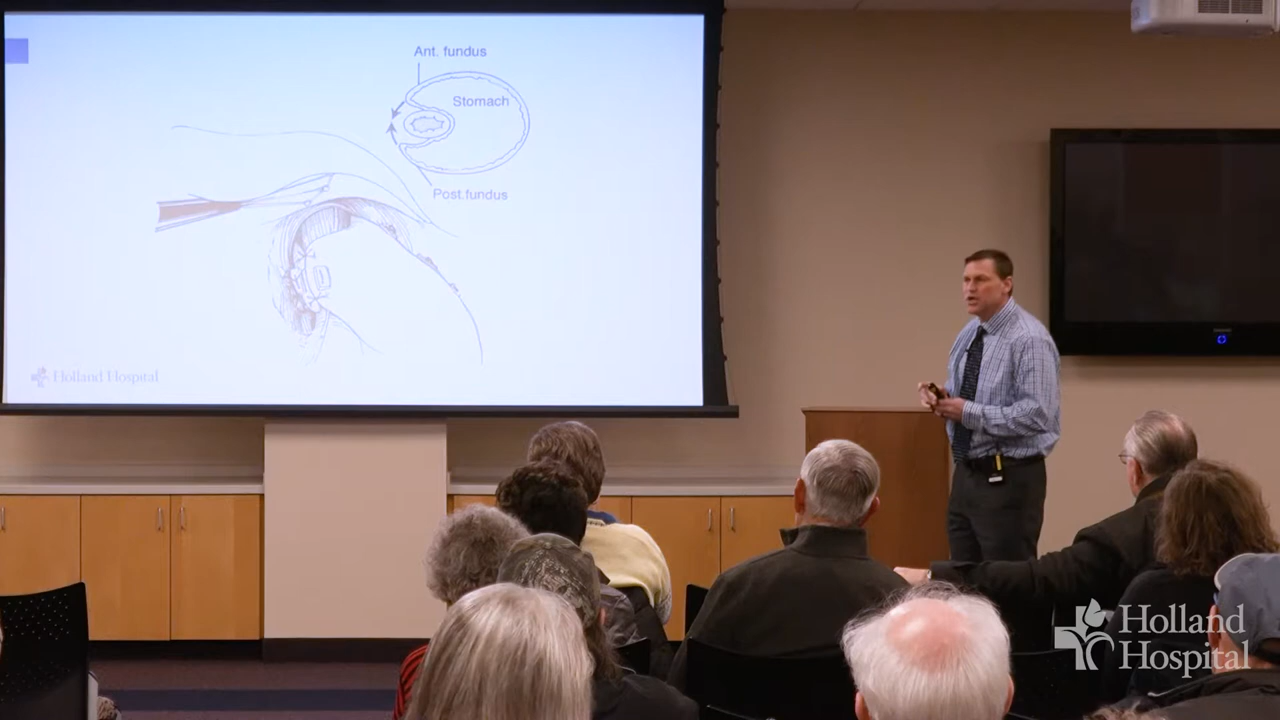 Ant. fundus
Stomach
Post.fundus
Holland Hospital
Holland
Hospital